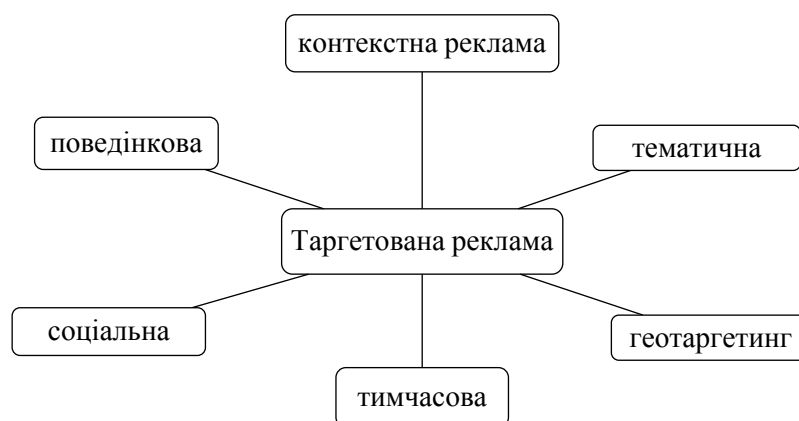 контекстна реклама
поведінкова
тематична
Таргетована реклама
соціальна
геотаргетинг
тимчасова